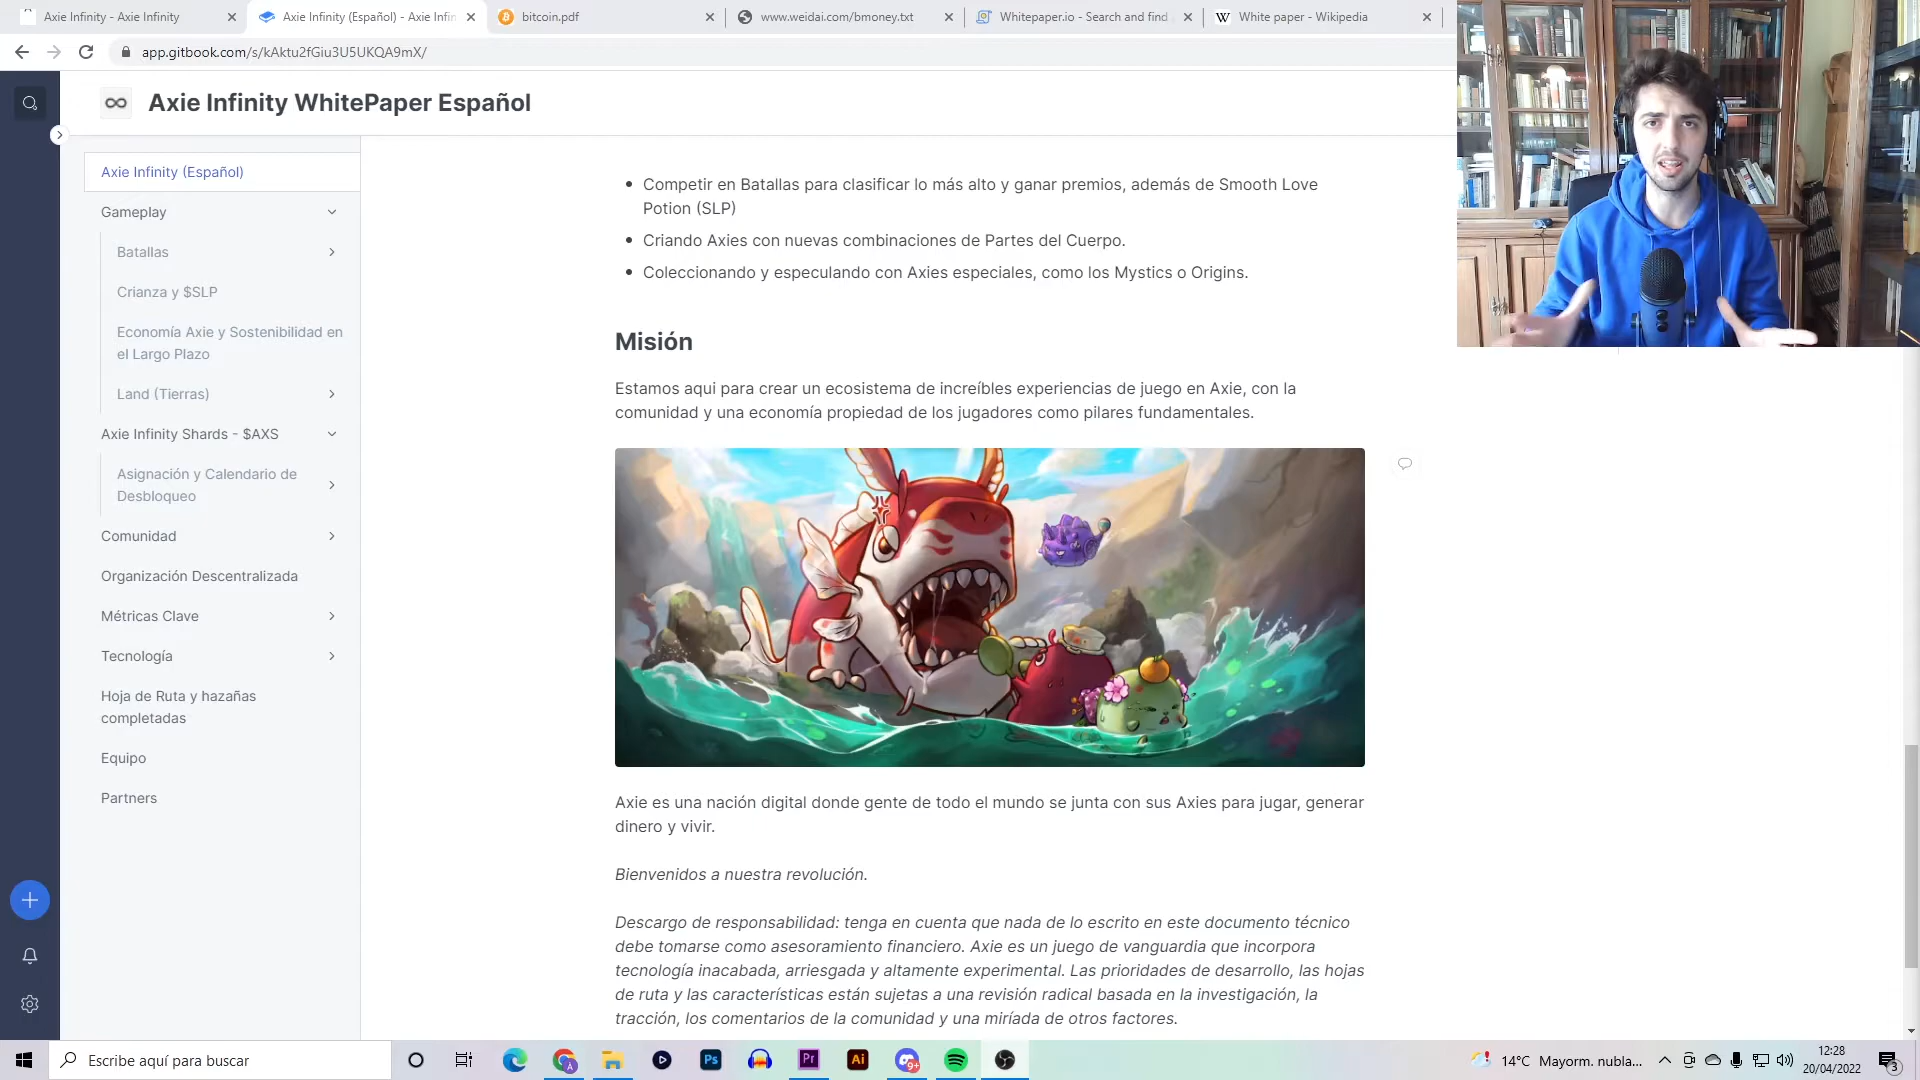 Axie Infinity - Axie Infinity
Axie Infinity (Español) - Axie Infin
bitcoin.pdf
www.weidai.com/bmoney.txt
Whitepaper.io - Search and find
White paper - Wikipedia
app.gitbook.com/s/kAktu2fGiu3U5UKQA9mX/
Axie Infinity WhitePaper Español
Axie Infinity (Español)
Gameplay
Batallas
Crianza y $SLP
Economía Axie y Sostenibilidad en
el Largo Plazo
Land (Tierras)
Axie Infinity Shards - $AXS
Asignación y Calendario de
Desbloqueo
Comunidad
Organización Descentralizada
Métricas Clave
Tecnología
Hoja de Ruta y hazañas
completadas
Equipo
Partners
Competir en Batallas para clasificar lo más alto y ganar premios, además de Smooth Love
Potion (SLP)
Criando Axies con nuevas combinaciones de Partes del Cuerpo.
Coleccionando y especulando con Axies especiales, como los Mystics o Origins.
Misión
Estamos aqui para crear un ecosistema de increíbles experiencias de juego en Axie, con la
comunidad y una economía propiedad de los jugadores como pilares fundamentales.
Axie es una nación digital donde gente de todo el mundo se junta con sus Axies para jugar, generar
dinero y vivir.
Bienvenidos a nuestra revolución.
Descargo de responsabilidad: tenga en cuenta que nada de lo escrito en este documento técnico
debe tomarse como asesoramiento financiero. Axie es un juego de vanguardia que incorpora
tecnología inacabada, arriesgada y altamente experimental. Las prioridades de desarrollo, las hojas
de ruta y las características están sujetas a una revisión radical basada en la investigación, la
tracción, los comentarios de la comunidad y una miríada de otros factores.
Escribe aquí para buscar
A
Ps
Pr
Ai
9+
14°C Mayorm. nubla...
12:28
20/04/2022
3